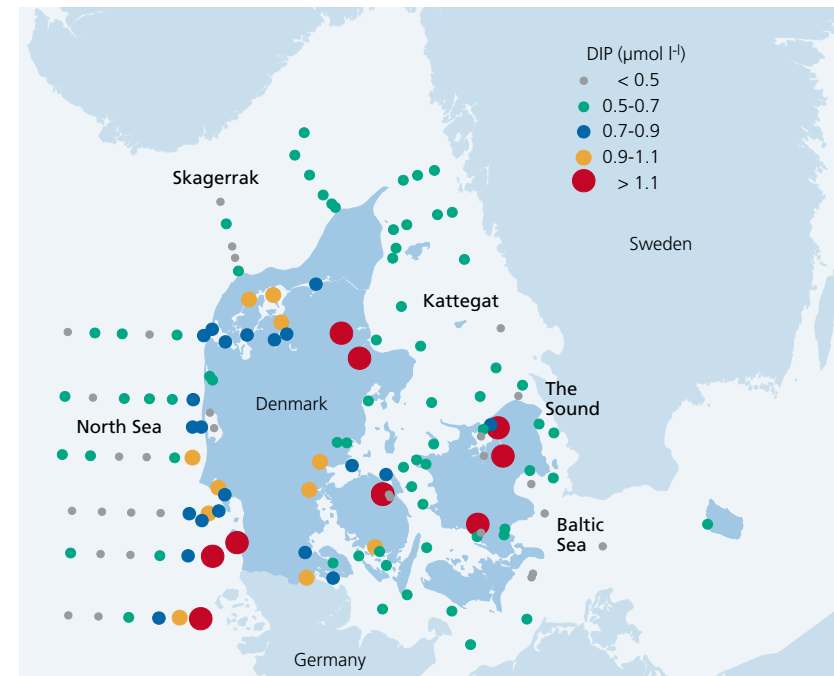 DIP (µmol l-l)
< 0.5
0.5-0.7
0.7-0.9
0.9-1.1
> 1.1
Skagerrak
Sweden
Kattegat
The
Sound
Denmark
North Sea
Baltic
Sea
Germany